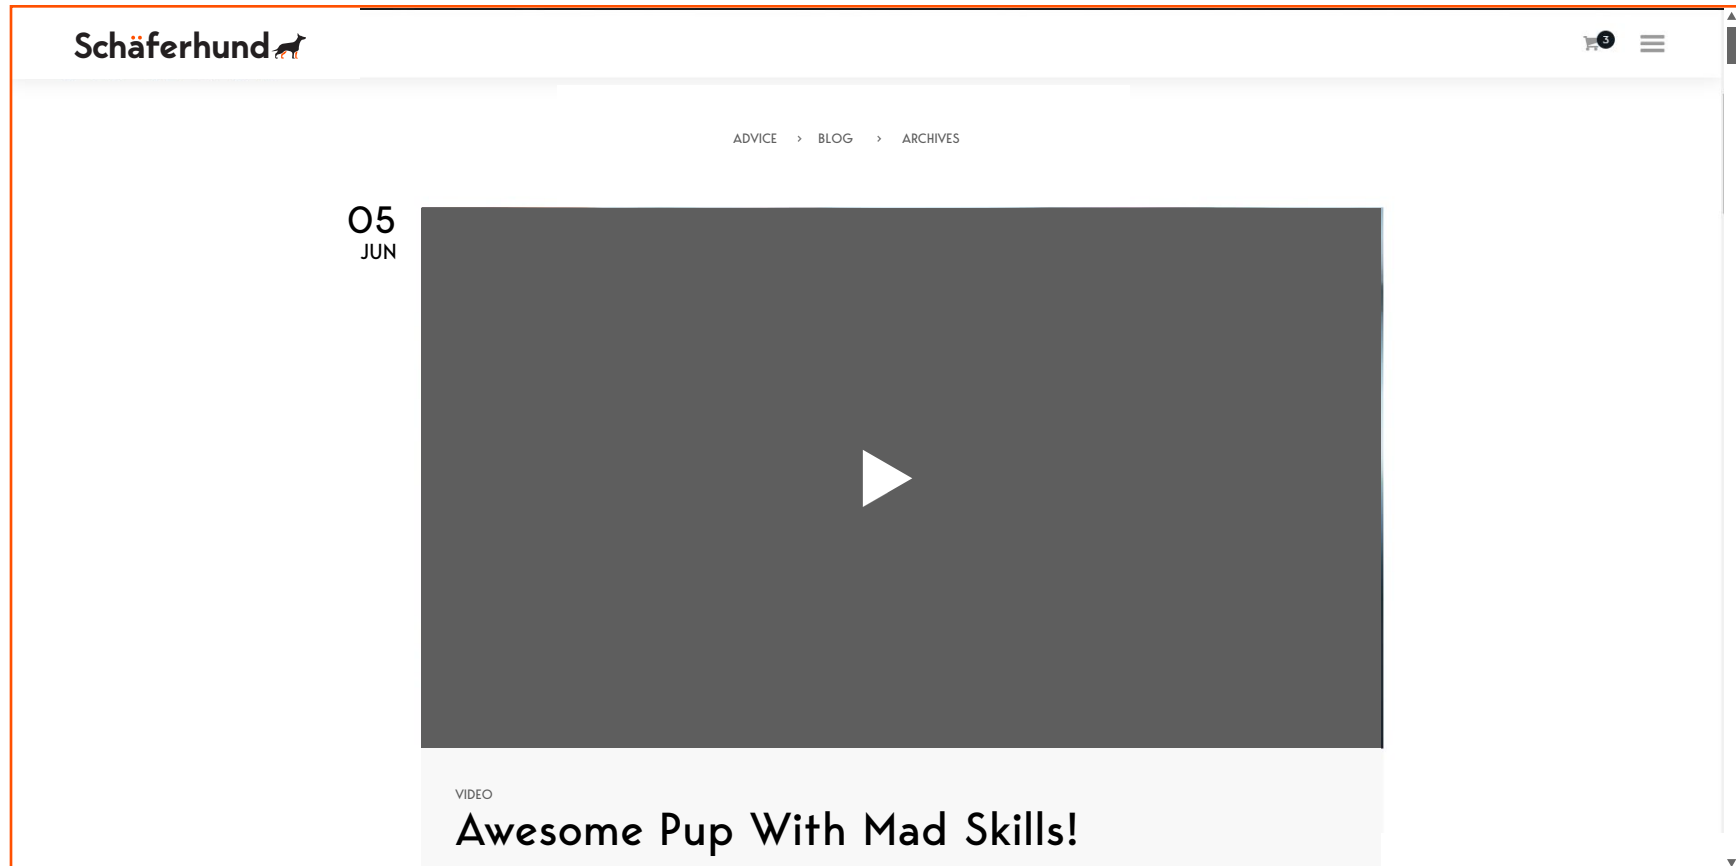 Schäferhund
3
ADVICE > BLOG > ARCHIVES
05
JUN
VIDEO
Awesome Pup With Mad Skills!